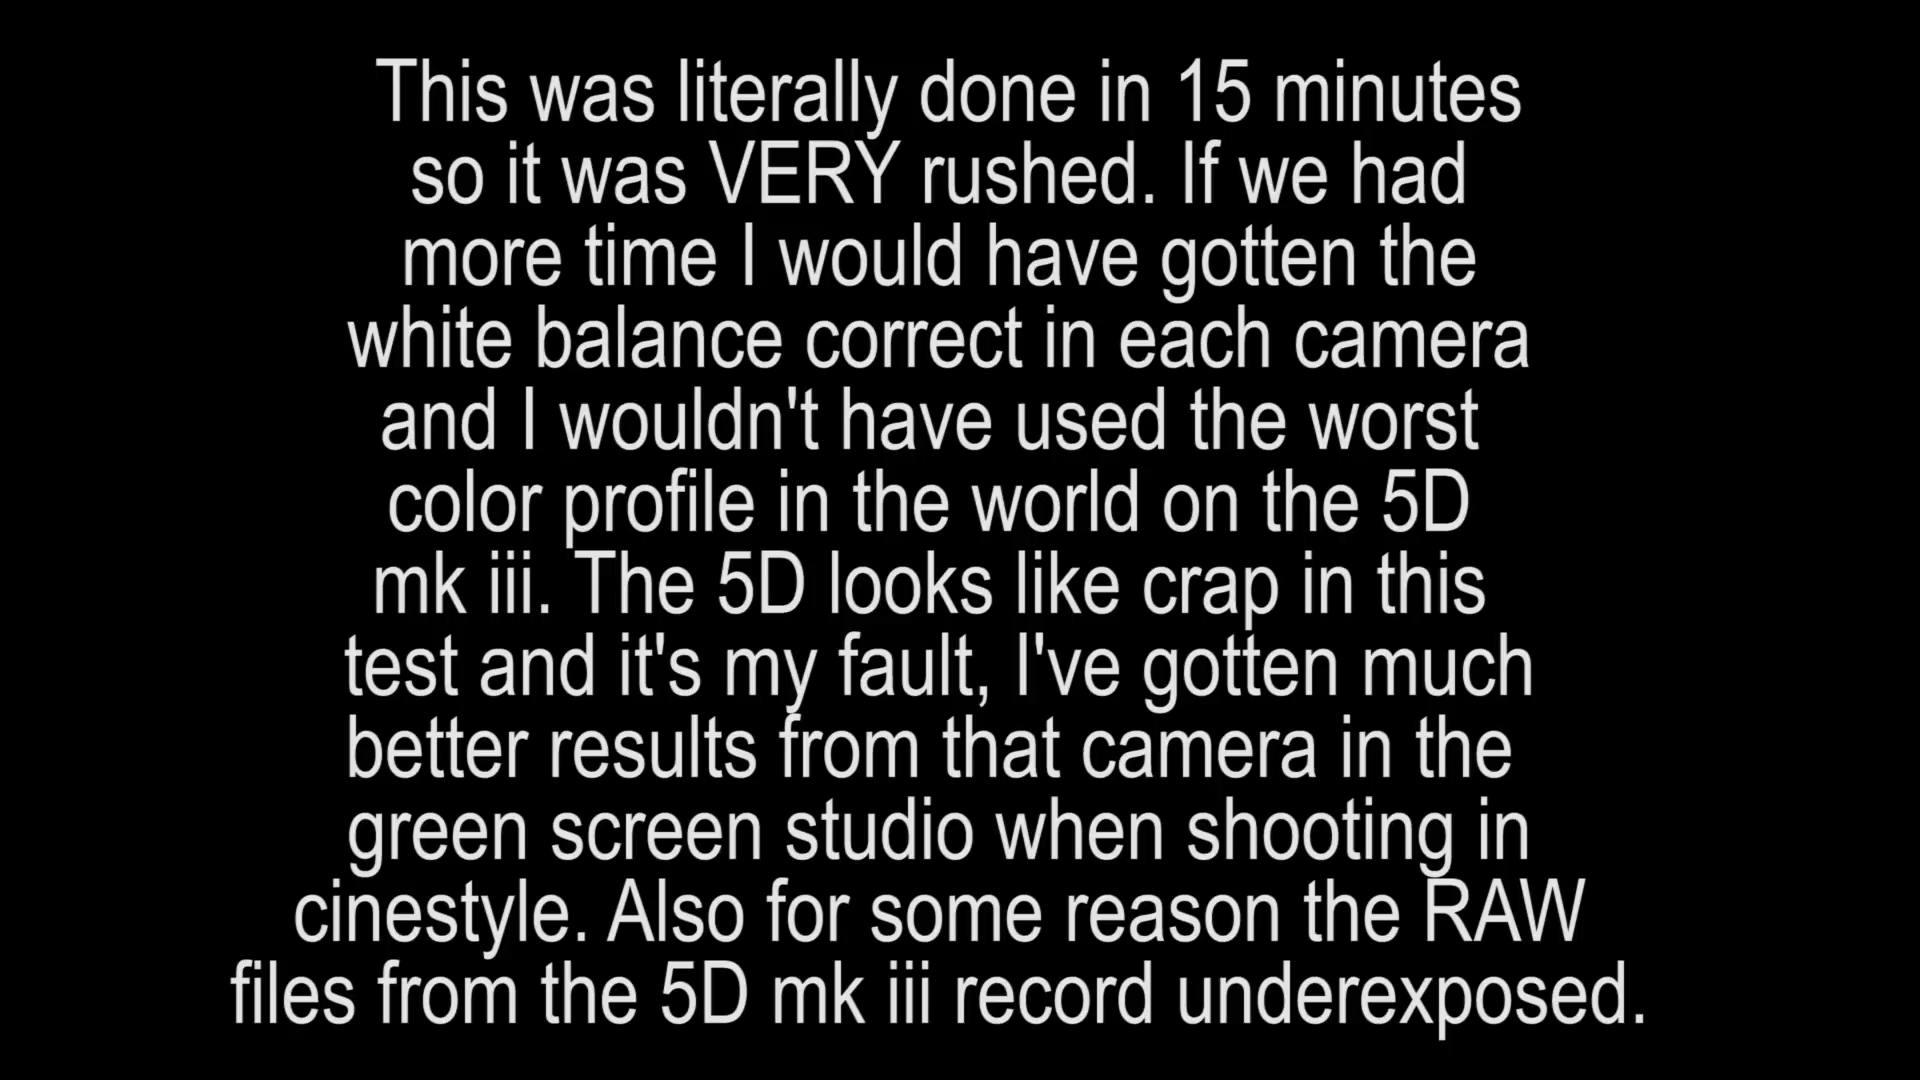 This was literally done in 15 minutes
so it was VERY rushed. If we had
more time I would have gotten the
white balance correct in each camera
and I wouldn't have used the worst
color profile in the world on the 5D
mk iii. The 5D looks like crap in this
test and it's my fault, I've gotten much
better results from that camera in the
green screen studio when shooting in
cinestyle. Also for some reason the RAW
files from the 5D mk iii record underexposed.